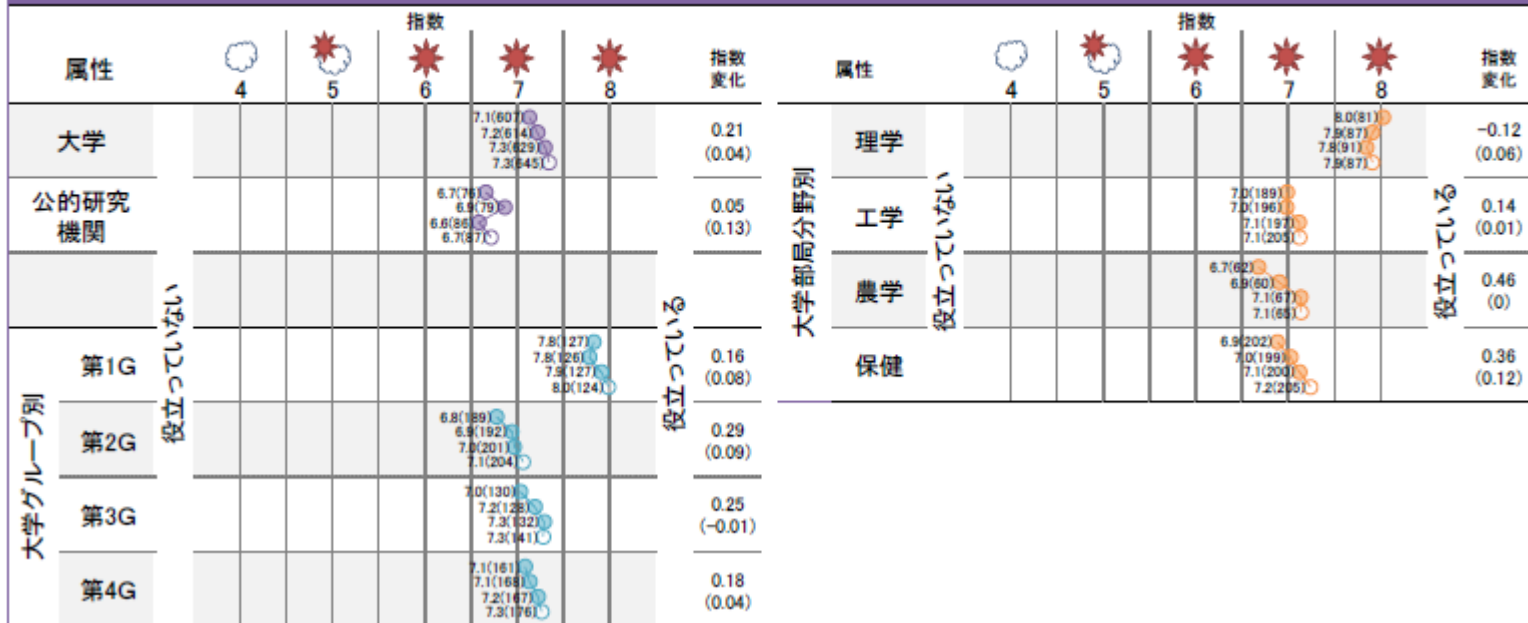 指数
属性
4 5 6 7 8
指数
変化
役立っていない
役立っている
大学
7.1(607)
7.2(614)
7.3(629)
7.3(645)
0.21
(0.04)
公的研究
機関
6.7(76)
6.9(79)
6.6(86)
6.7(87)
0.05
(0.13)
大学グループ別
第1G
7.8(127)
7.8(126)
7.9(127)
8.0(124)
0.16
(0.08)
第2G
6.8(189)
6.9(192)
7.0(201)
7.1(204)
0.29
(0.09)
第3G
7.0(130)
7.2(128)
7.3(132)
7.3(141)
0.25
(-0.01)
第4G
7.1(161)
7.1(168)
7.2(167)
7.3(176)
0.18
(0.04)
指数
属性
4 5 6 7 8
指数
変化
大学部局分野別
役立っていない
役立っている
理学
8.0(81)
7.9(87)
7.8(91)
7.9(87)
-0.12
(0.06)
工学
7.0(189)
7.0(196)
7.1(197)
7.1(205)
0.14
(0.01)
農学
6.7(62)
6.9(60)
7.1(67)
7.1(65)
0.46
(0)
保健
6.9(202)
7.0(199)
7.1(200)
7.2(205)
0.36
(0.12)